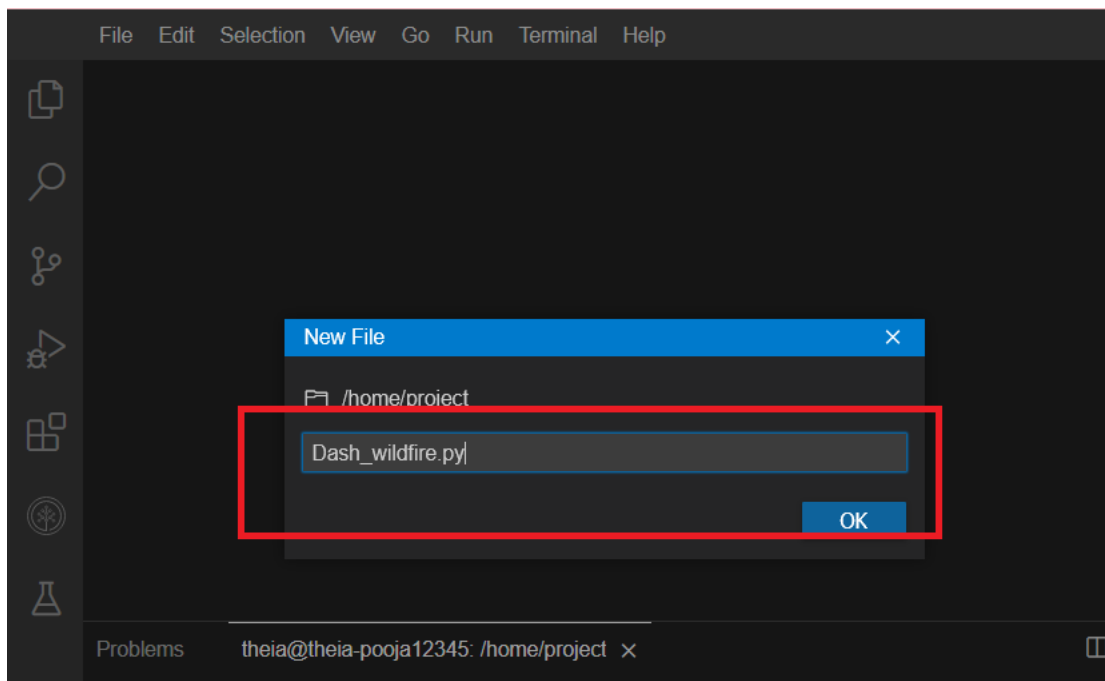 File Edit Selection View Go Run Terminal Help
New File
/home/project
Dash_wildfire.py
OK
Problems theia@theia-pooja12345: /home/project